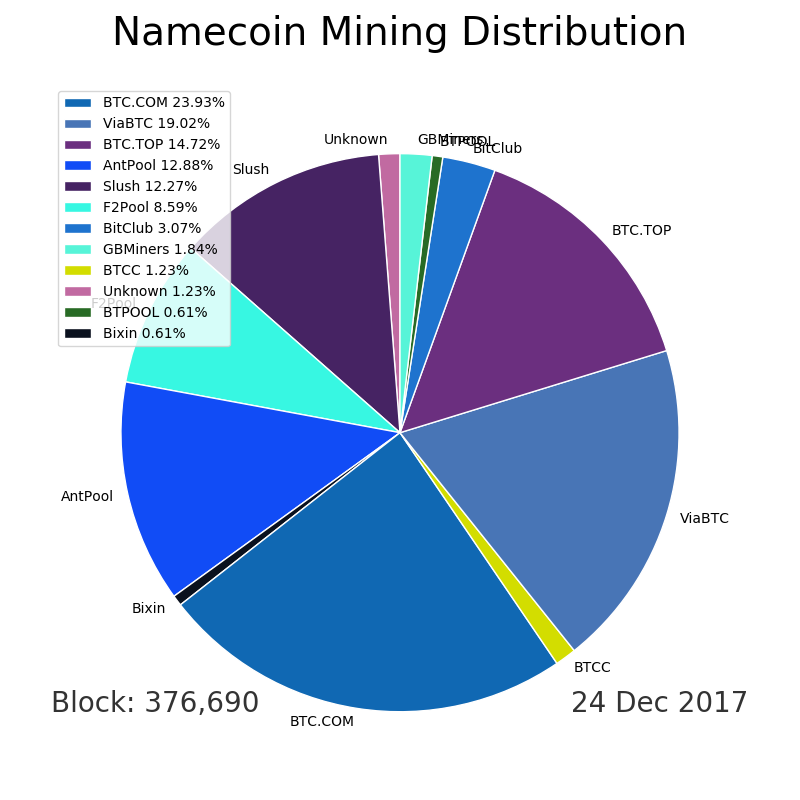 Namecoin Mining Distribution
BTC.COM 23.93%
ViaBTC 19.02%
BTC.TOP 14.72%
AntPool 12.88%
Slush 12.27%
F2Pool 8.59%
BitClub 3.07%
GBMiners 1.84%
BTCC 1.23%
Unknown 1.23%
BTPOOL 0.61%
Bixin 0.61%
Unknown
GBMiners
BTPOOL
BitClub
Slush
BTC.TOP
F2Pool
AntPool
ViaBTC
Bixin
BTCC
BTC.COM
Block: 376,690
24 Dec 2017